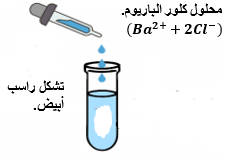 محلول كلور الباريوم.
(Ba²⁺ + 2Cl⁻)
تشكل راسب
أبيض.